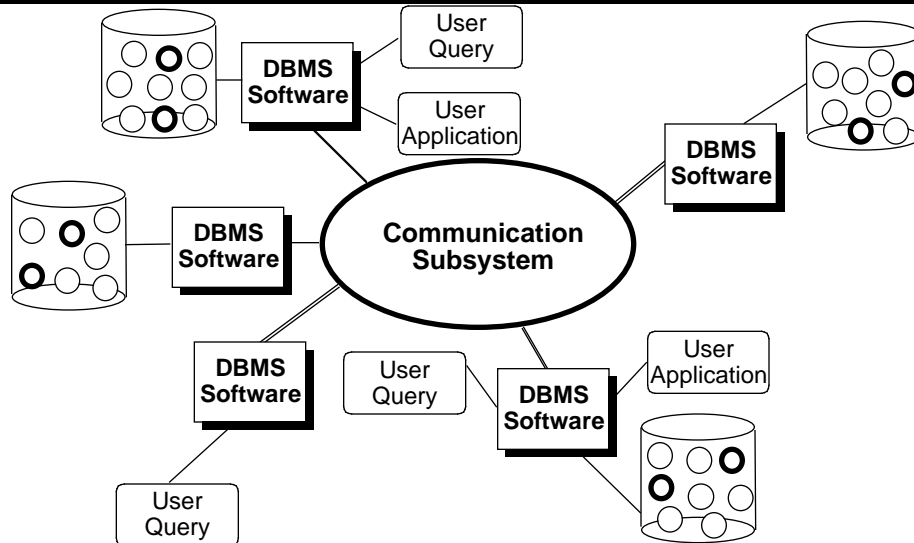 User
Query
DBMS
Software
User
Application
DBMS
Software
DBMS
Software
Communication
Subsystem
DBMS
Software
User
Query
DBMS
Software
User
Application
User
Query